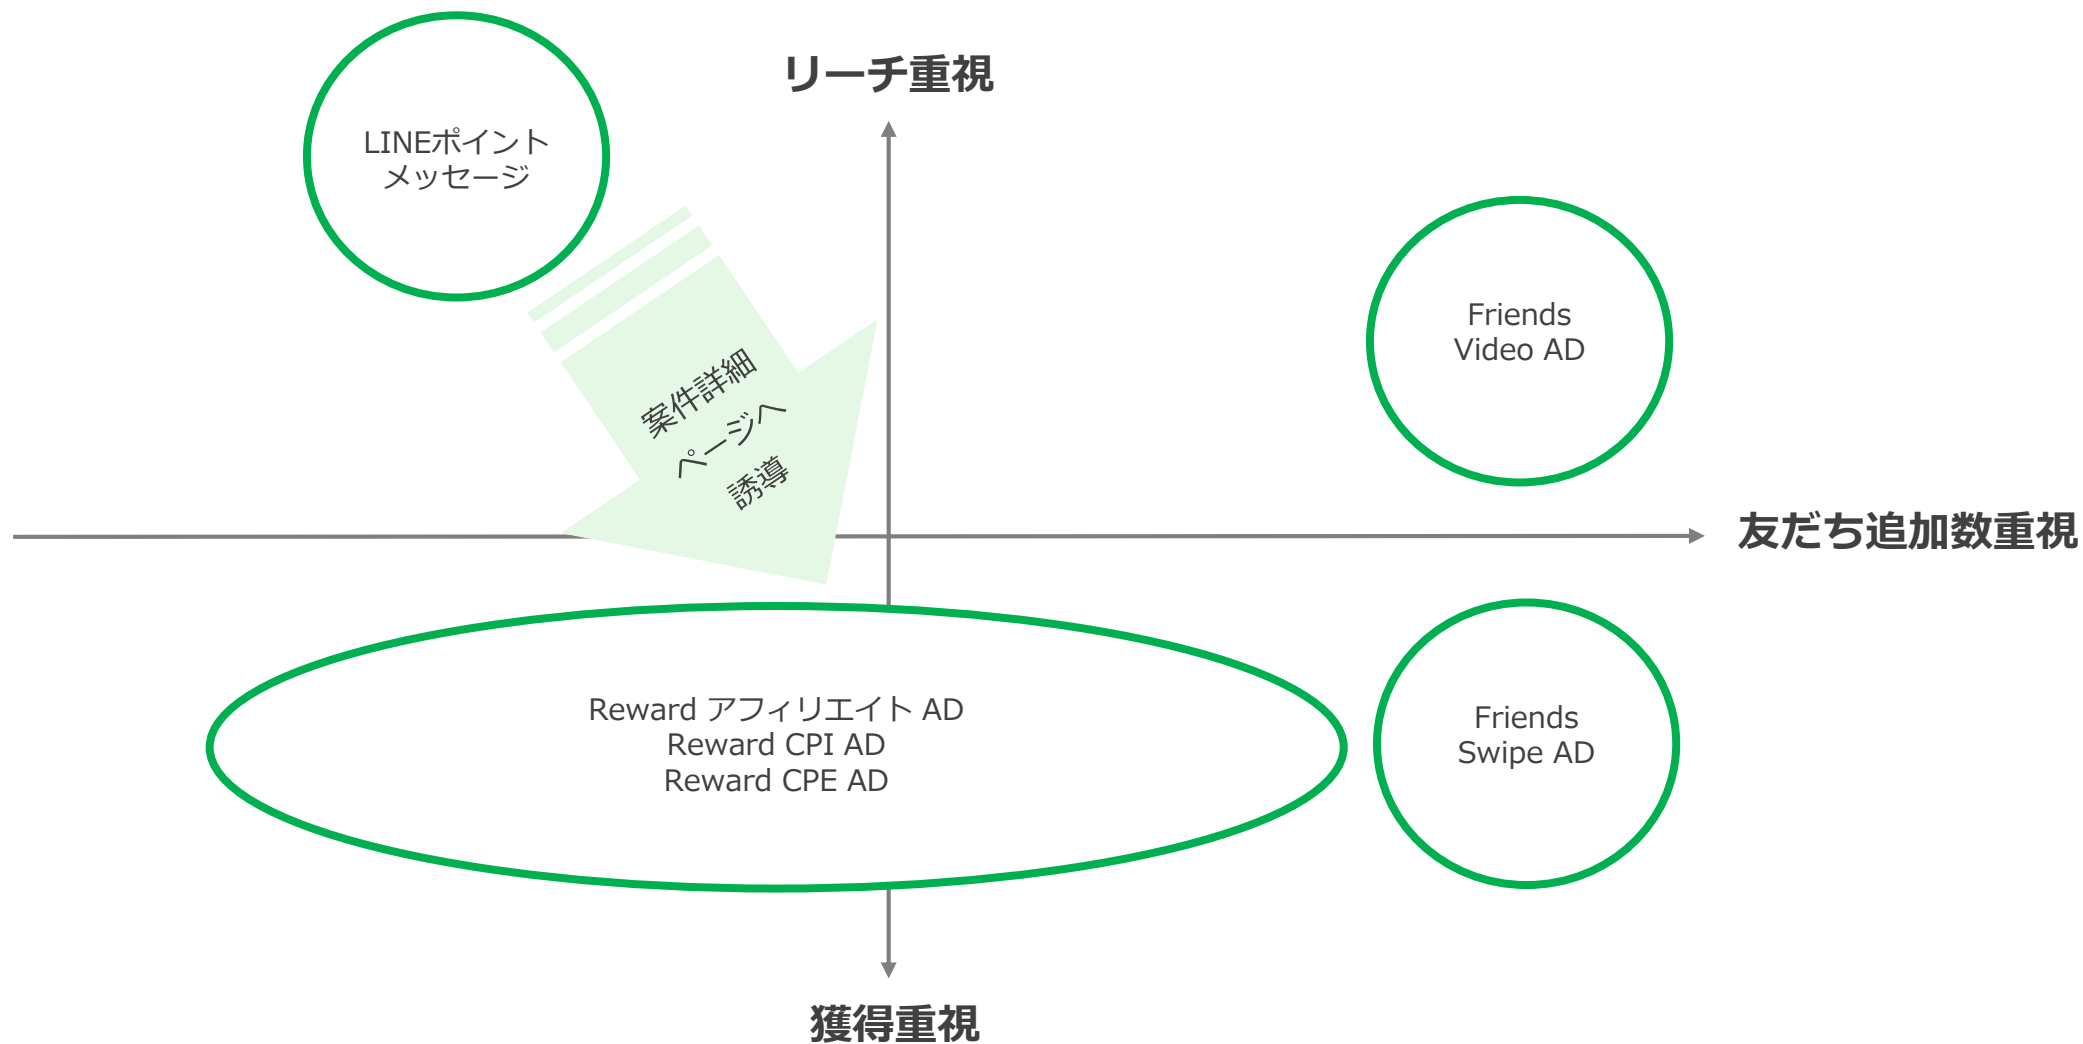 リーチ重視
LINEポイント
メッセージ
Friends
Video AD
案件詳細
ページへ
誘導
友だち追加数重視
Reward アフィリエイト AD
Reward CPI AD
Reward CPE AD
Friends
Swipe AD
獲得重視